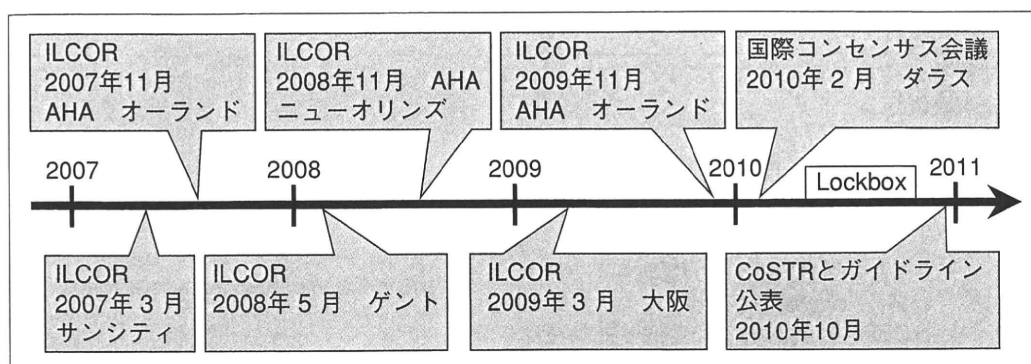 ILCOR
2007年11月
AHA　オーランド
ILCOR
2008年11月　AHA
ニューオリンズ
ILCOR
2009年11月
AHA　オーランド
国際コンセンサス会議
2010年2月　ダラス
2007
2008
2009
2010
Lockbox
2011
ILCOR
2007年3月
サンシティ
ILCOR
2008年5月　ゲント
ILCOR
2009年3月　大阪
CoSTRとガイドライン
公表
2010年10月